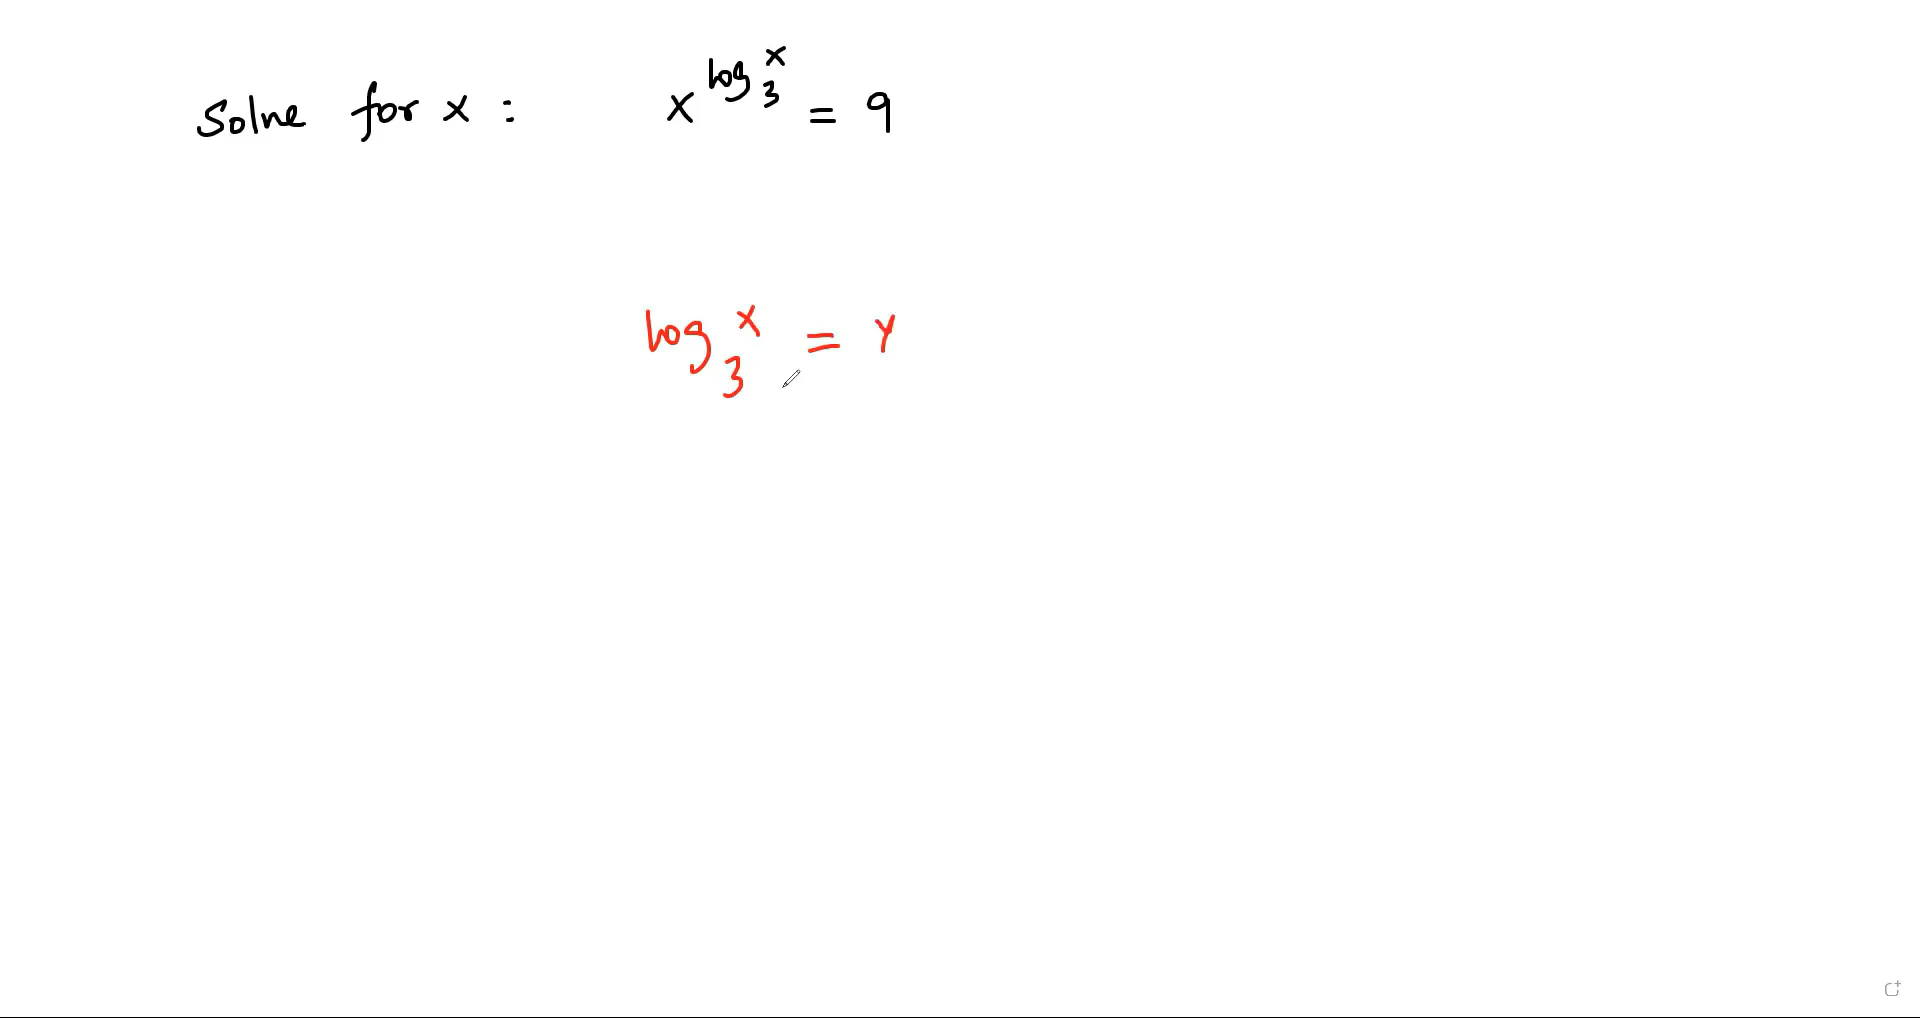 Solve for x : x^log_3^x = 9
log_3^x = y